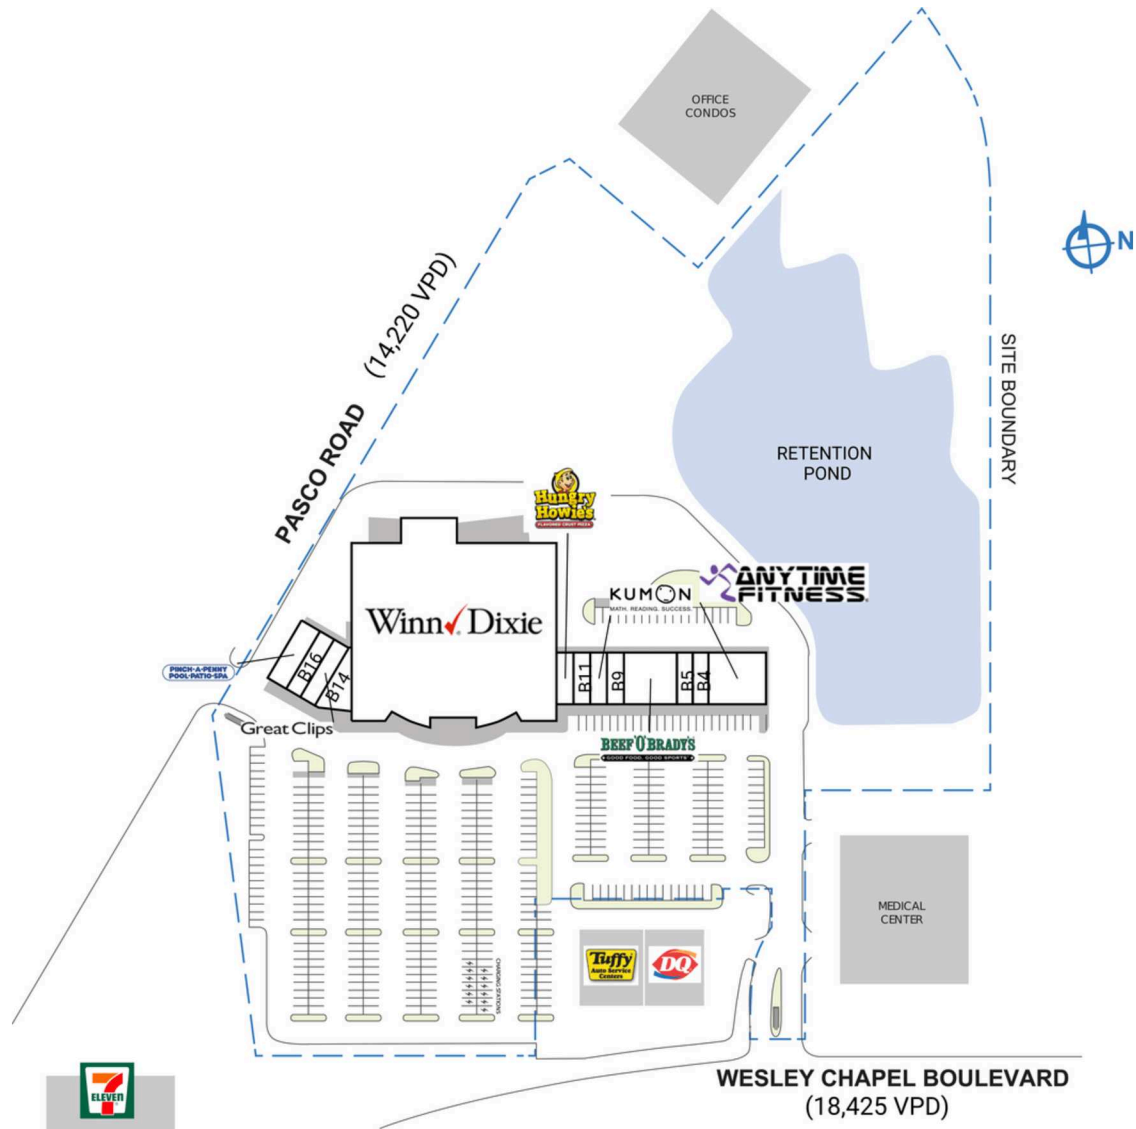 OFFICE
CONDOS
N
(14,220 VPD)
PASCO ROAD
SITE BOUNDARY
RETENTION
POND
Hungry
Howie's
FLAVORED CRUST PIZZA
ANYTIME
FITNESS
KUMON
MATH. READING. SUCCESS.
Winn Dixie
PINCH-A-PENNY
POOL·PATIO·SPA
B16
B14
B11
B9
B5
B4
Great Clips
BEEF 'O' BRADY'S
GOOD FOOD. GOOD SPORTS
MEDICAL
CENTER
Tuffy
Auto Service
Centers
DQ
CHARGING STATIONS
7
ELEVEN
WESLEY CHAPEL BOULEVARD
(18,425 VPD)